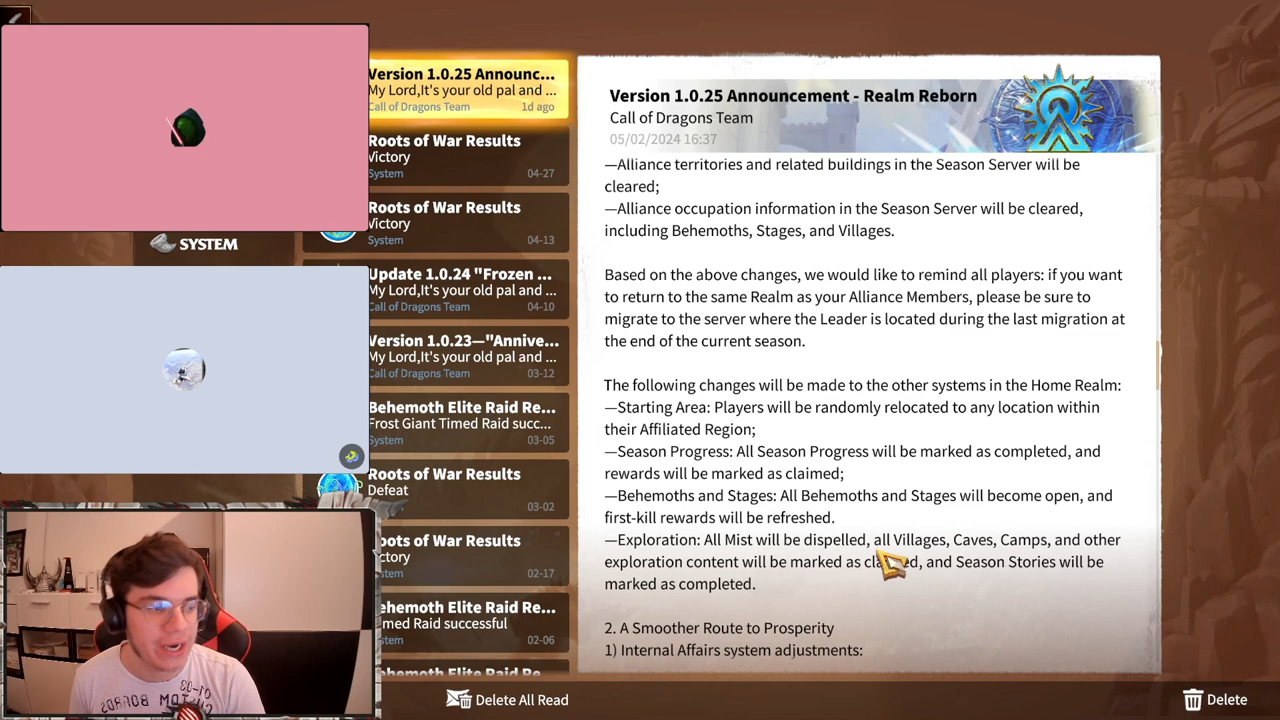 Version 1.0.25 Announc...
My Lord,It's your old pal and ...
Call of Dragons Team
1d ago
Roots of War Results
Victory
System
04-27
SYSTEM
Roots of War Results
Victory
System
04-13
Update 1.0.24 "Frozen ...
My Lord,It's your old pal and ...
Call of Dragons Team
04-10
Version 1.0.23—"Annive...
My Lord,It's your old pal and ...
Call of Dragons Team
03-12
Behemoth Elite Raid Re...
Frost Giant Timed Raid succ...
System
03-05
Roots of War Results
Defeat
03-02
oots of War Results
ictory
stem
02-17
ehemoth Elite Raid Re...
med Raid successful
stem
02-06
ehemoth Elite Raid Re
Delete All Read
Version 1.0.25 Announcement - Realm Reborn
Call of Dragons Team
05/02/2024 16:37
—Alliance territories and related buildings in the Season Server will be
cleared;
—Alliance occupation information in the Season Server will be cleared,
including Behemoths, Stages, and Villages.
Based on the above changes, we would like to remind all players: if you want
to return to the same Realm as your Alliance Members, please be sure to
migrate to the server where the Leader is located during the last migration at
the end of the current season.
The following changes will be made to the other systems in the Home Realm:
—Starting Area: Players will be randomly relocated to any location within
their Affiliated Region;
—Season Progress: All Season Progress will be marked as completed, and
rewards will be marked as claimed;
—Behemoths and Stages: All Behemoths and Stages will become open, and
first-kill rewards will be refreshed.
—Exploration: All Mist will be dispelled, all Villages, Caves, Camps, and other
exploration content will be marked as cla ed, and Season Stories will be
marked as completed.
2. A Smoother Route to Prosperity
1) Internal Affairs system adjustments:
Delete